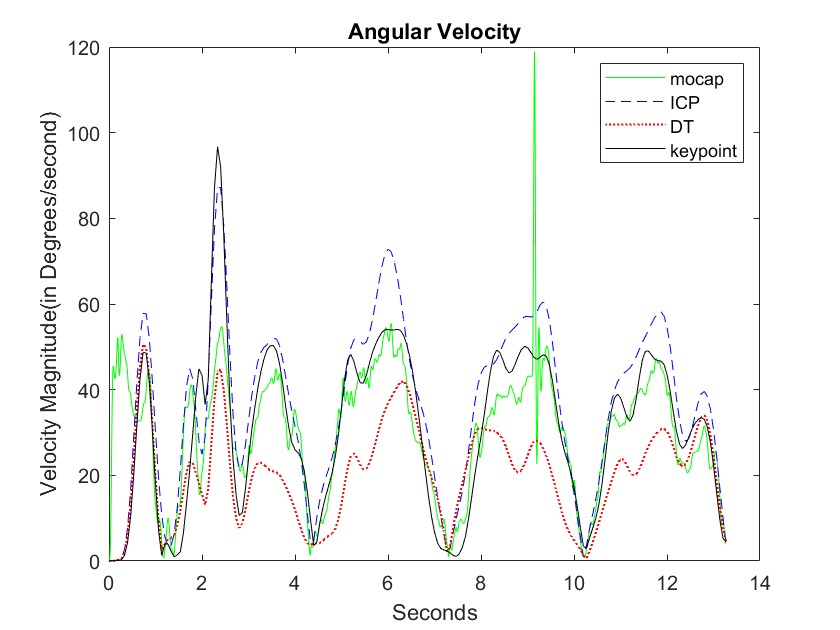 Angular Velocity
Velocity Magnitude(in Degrees/second)
120
100
80
60
40
20
0
mocap
ICP
DT
keypoint
0 2 4 6 8 10 12 14
Seconds